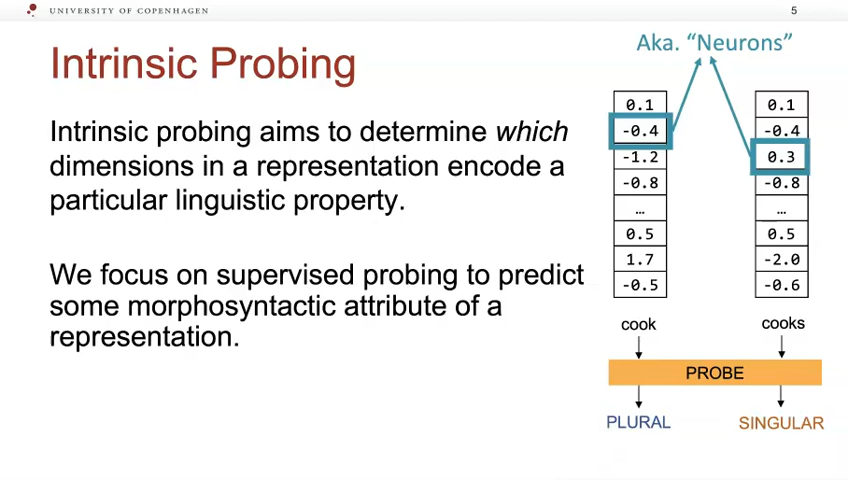 UNIVERSITY OF COPENHAGEN
5
Intrinsic Probing
Intrinsic probing aims to determine which
dimensions in a representation encode a
particular linguistic property.
We focus on supervised probing to predict
some morphosyntactic attribute of a
representation.
Aka. “Neurons”
0.1
-0.4
-1.2
-0.8
…
0.5
1.7
-0.5
cook
0.1
-0.4
0.3
-0.8
…
0.5
-2.0
-0.6
cooks
PROBE
PLURAL
SINGULAR